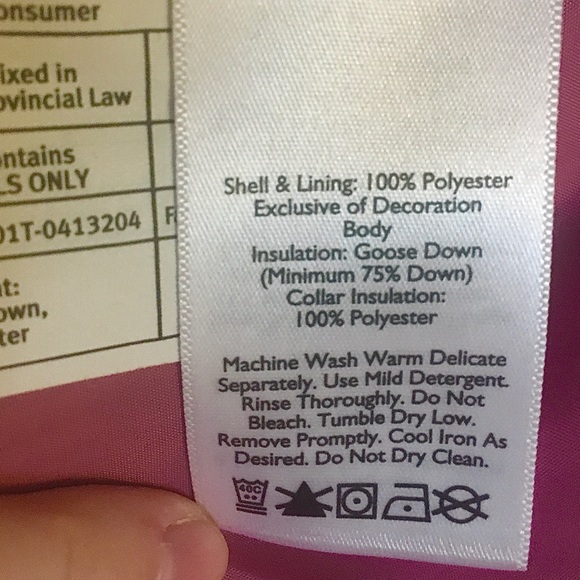 onsumer
ixed in
ovincial Law
ntains
LS ONLY
01T-0413204
t:
own,
ter
Shell & Lining: 100% Polyester
Exclusive of Decoration
Body
Insulation: Goose Down
(Minimum 75% Down)
Collar Insulation:
100% Polyester
Machine Wash Warm Delicate
Separately. Use Mild Detergent.
Rinse Thoroughly. Do Not
Bleach. Tumble Dry Low.
Remove Promptly. Cool Iron As
Desired. Do Not Dry Clean.
40C